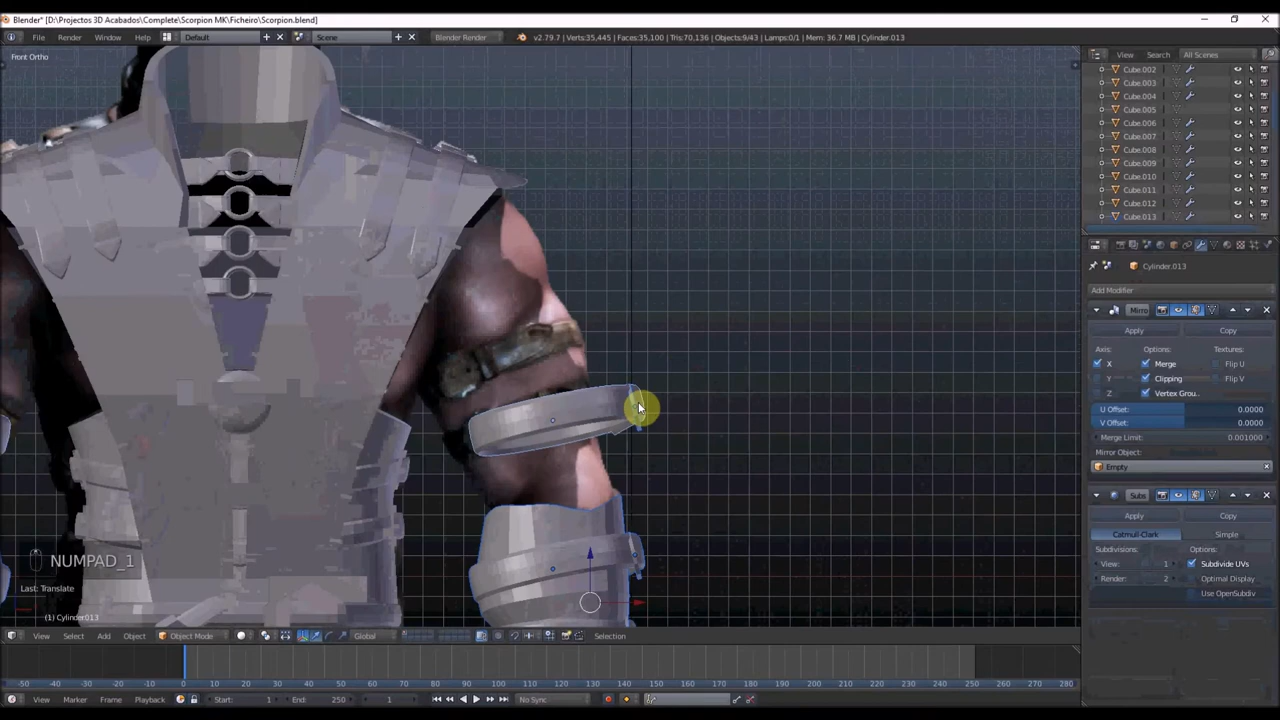 Blender* [D:\Projectos 3D Acabados\Complete\Scorpion MK\Ficheiro\Scorpion.blend]
File Render Window Help Default Scene Blender Render v2.79.7 | Verts:35,445 | Faces:35,100 | Tris:70,136 | Objects:9/43 | Lamps:0/1 | Mem: 36.7 MB | Cylinder.013
Front Ortho
View Search All Scenes
Cube.002
Cube.003
Cube.004
Cube.005
Cube.006
Cube.007
Cube.008
Cube.009
Cube.010
Cube.011
Cube.012
Cube.013
Cylinder.013
Add Modifier
Mirro
Apply Copy
Axis: Options: Textures:
X Merge Flip U
Y Clipping Flip V
Z Vertex Grou..
U Offset: 0.0000
V Offset: 0.0000
Merge Limit: 0.001000
Mirror Object:
Empty
Subs
Apply Copy
Catmull-Clark Simple
Subdivisions: Options:
View: 1 Subdivide UVs
Render: 2 Optimal Display
Use OpenSubdiv
NUMPAD_1
Last: Translate
(1) Cylinder013
View Select Add Object Object Mode Global Selection
-50 -40 -30 -20 -10 0 10 20 30 40 50 60 70 80 90 100 110 120 130 140 150 160 170 180 190 200 210 220 230 240 250 260 270 280
View Marker Frame Playback Start: 1 End: 250 1 No Sync